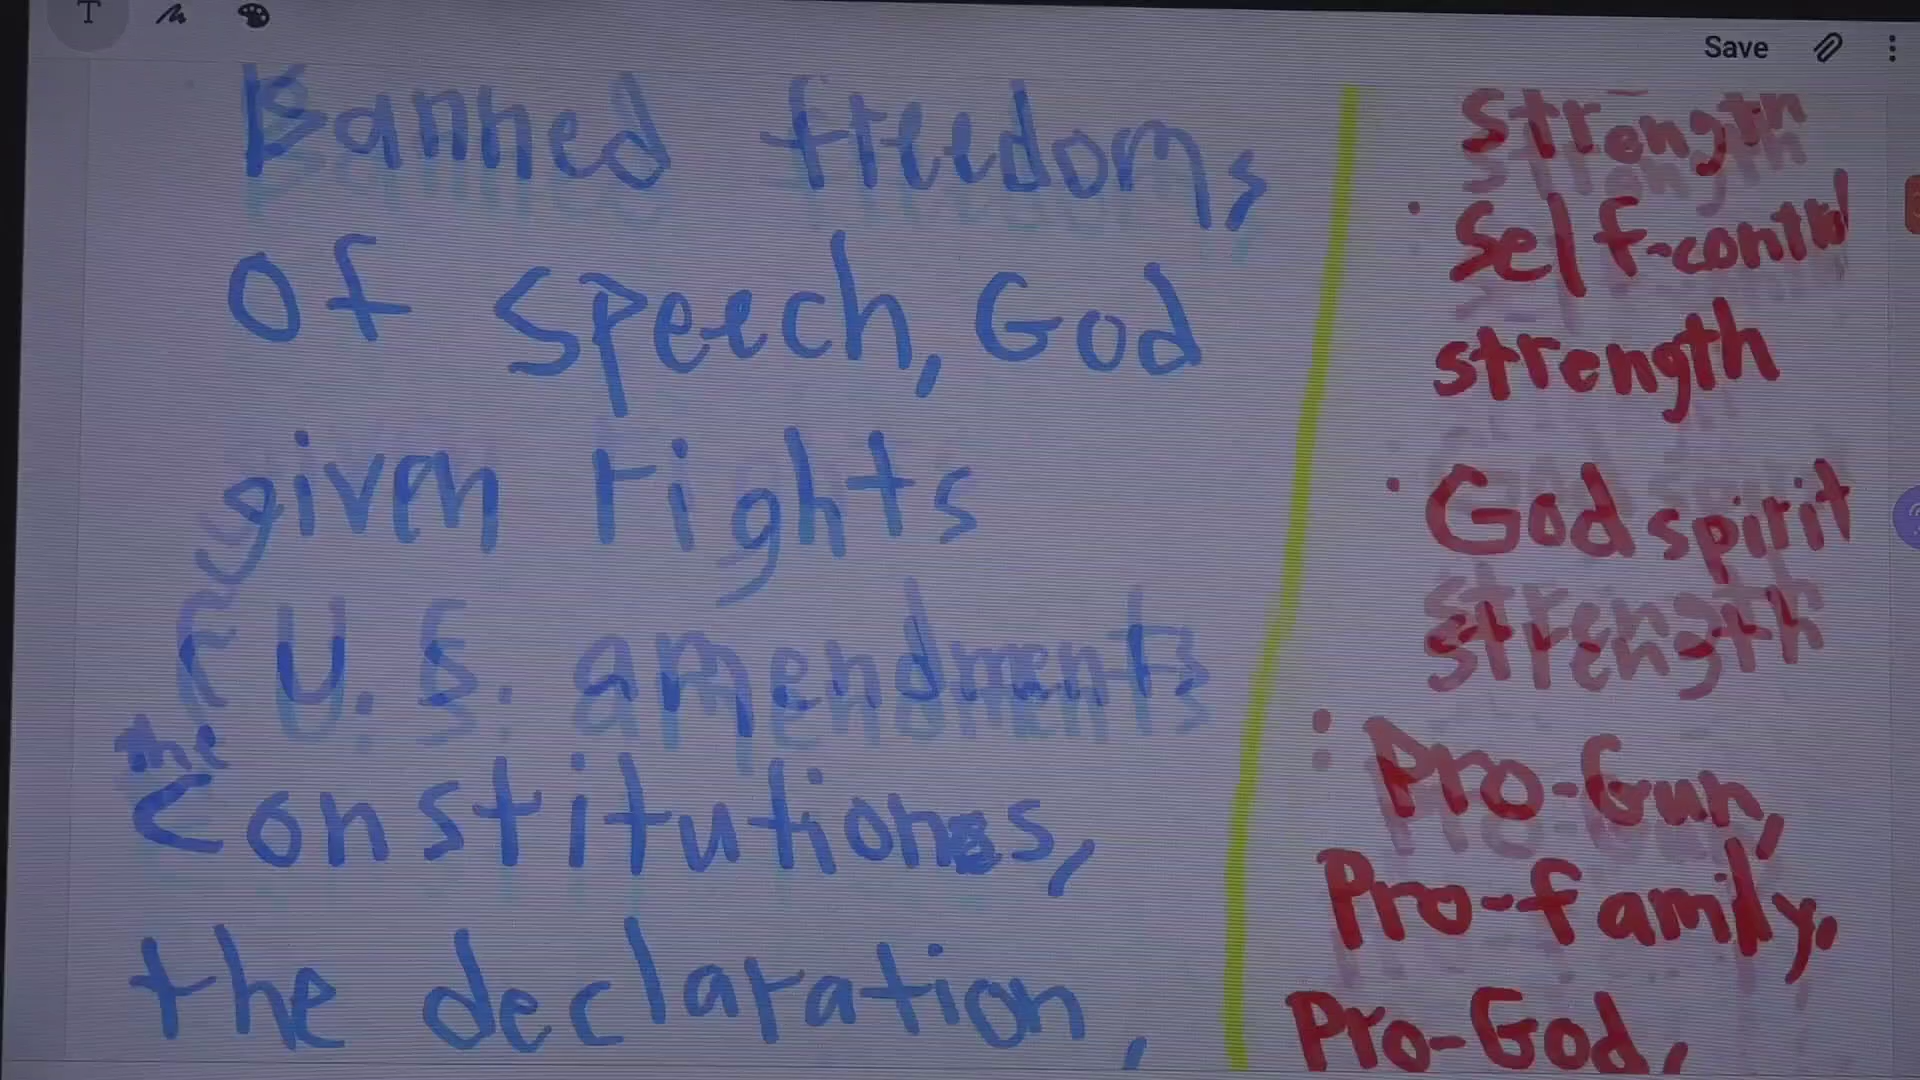 T
Save
Banned freedoms
of speech, God
given rights
(U.S. amendments
the
Constitutions,
the declaration,
strength
• Self-control
strength
• God spirit
strength
• Pro-Gun,
Pro-family,
Pro-God,